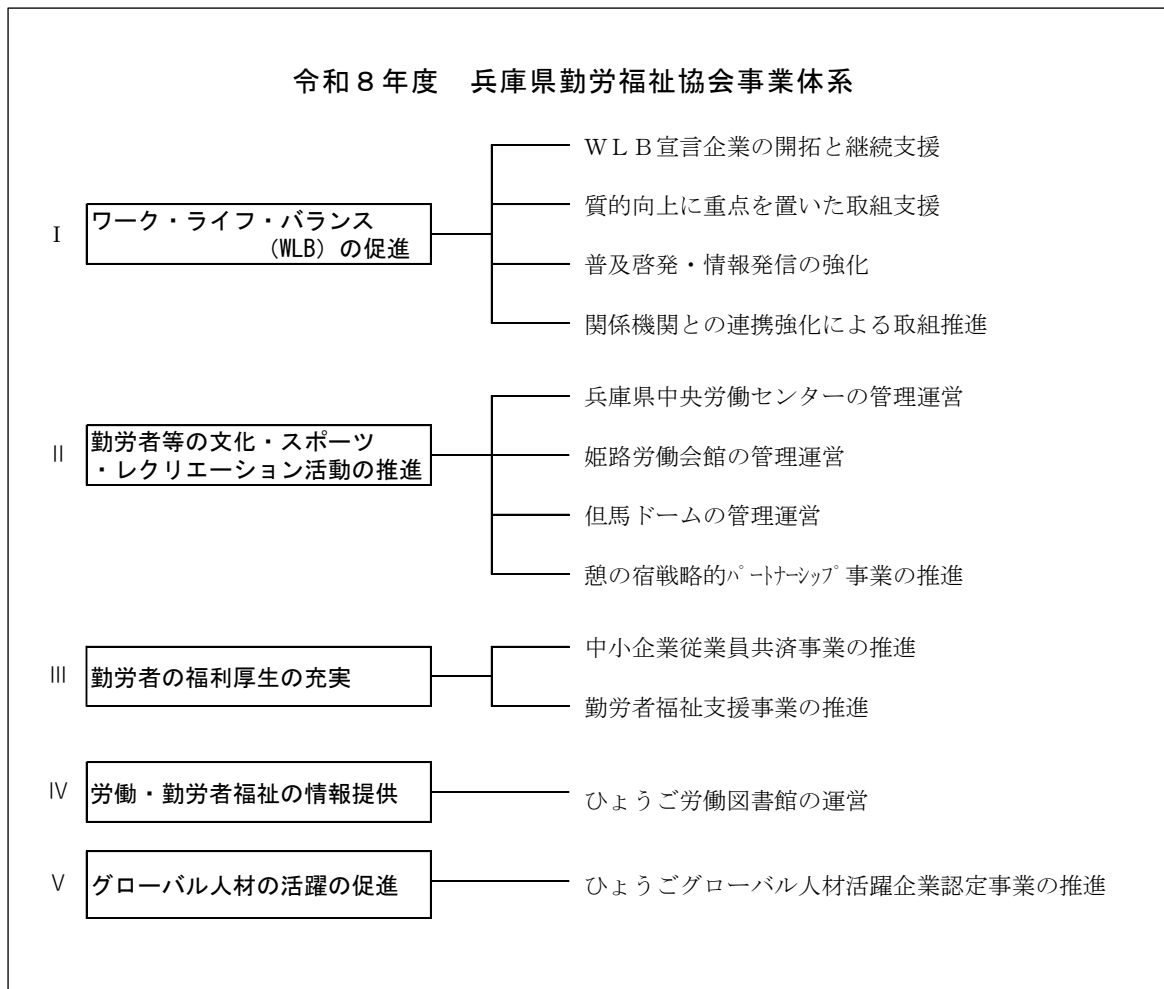 令和８年度　兵庫県勤労福祉協会事業体系
Ⅰ
ワーク・ライフ・バランス
(WLB) の促進
ＷＬＢ宣言企業の開拓と継続支援
質的向上に重点を置いた取組支援
普及啓発・情報発信の強化
関係機関との連携強化による取組推進
Ⅱ
勤労者等の文化・スポーツ
・レクリエーション活動の推進
兵庫県中央労働センターの管理運営
姫路労働会館の管理運営
但馬ドームの管理運営
憩の宿戦略的ﾊﾟｰﾄﾅｰｼｯﾌﾟ事業の推進
Ⅲ
勤労者の福利厚生の充実
中小企業従業員共済事業の推進
勤労者福祉支援事業の推進
Ⅳ
労働・勤労者福祉の情報提供
ひょうご労働図書館の運営
Ⅴ
グローバル人材の活躍の促進
ひょうごグローバル人材活躍企業認定事業の推進